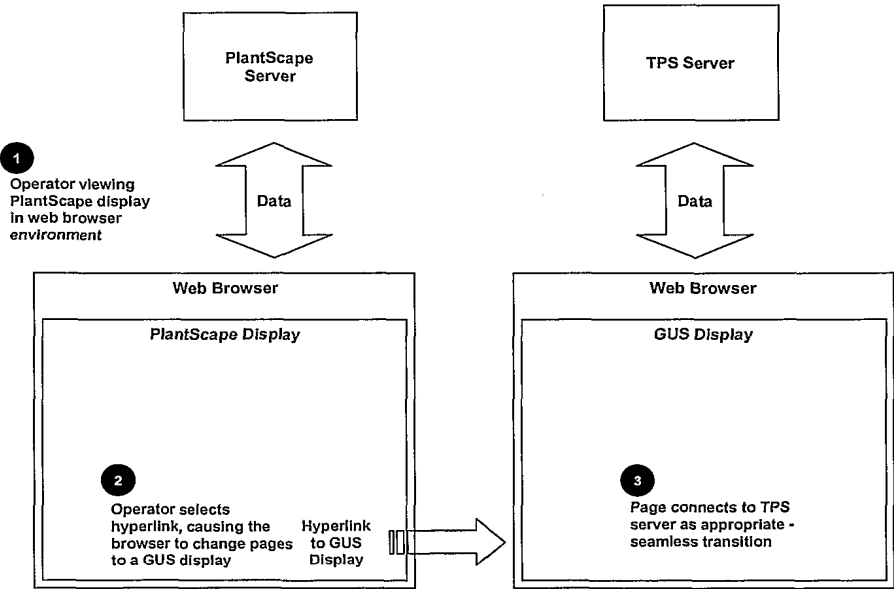 PlantScape
Server
TPS Server
1
Operator viewing
PlantScape display
in web browser
environment
Data
Data
Web Browser
PlantScape Display
2
Operator selects
hyperlink, causing the
browser to change pages
to a GUS display
Hyperlink
to GUS
Display
Web Browser
GUS Display
3
Page connects to TPS
server as appropriate -
seamless transition